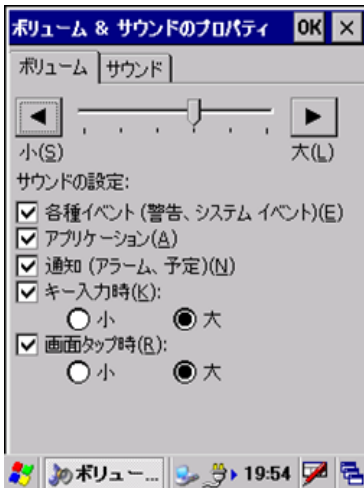 ボリューム & サウンドのプロパティ OK ×
ボリューム サウンド
小(S) 大(L)
サウンドの設定:
各種イベント (警告、システム イベント)(E)
アプリケーション(A)
通知 (アラーム、予定)(N)
キー入力時(K):
小 大
画面タップ時(R):
小 大
ボリュー... 19:54